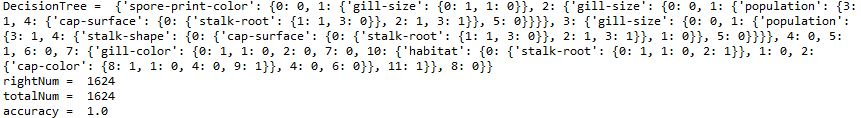 DecisionTree =  {'spore-print-color': {0: 0, 1: {'gill-size': {0: 1, 1: 0}}, 2: {'gill-size': {0: 0, 1: {'population': {3:
1, 4: {'cap-surface': {0: {'stalk-root': {1: 1, 3: 0}}, 2: 1, 3: 1}}, 5: 0}}}}, 3: {'gill-size': {0: 0, 1: {'population':
{3: 1, 4: {'stalk-shape': {0: {'cap-surface': {0: {'stalk-root': {1: 1, 3: 0}}, 2: 1, 3: 1}}, 1: 0}}, 5: 0}}}}, 4: 0, 5:
1, 6: 0, 7: {'gill-color': {0: 1, 1: 0, 2: 0, 7: 0, 10: {'habitat': {0: {'stalk-root': {0: 1, 1: 0, 2: 1}}, 1: 0, 2:
{'cap-color': {8: 1, 1: 0, 4: 0, 9: 1}}, 4: 0, 6: 0}}, 11: 1}}, 8: 0}}
rightNum =  1624
totalNum =  1624
accuracy =  1.0